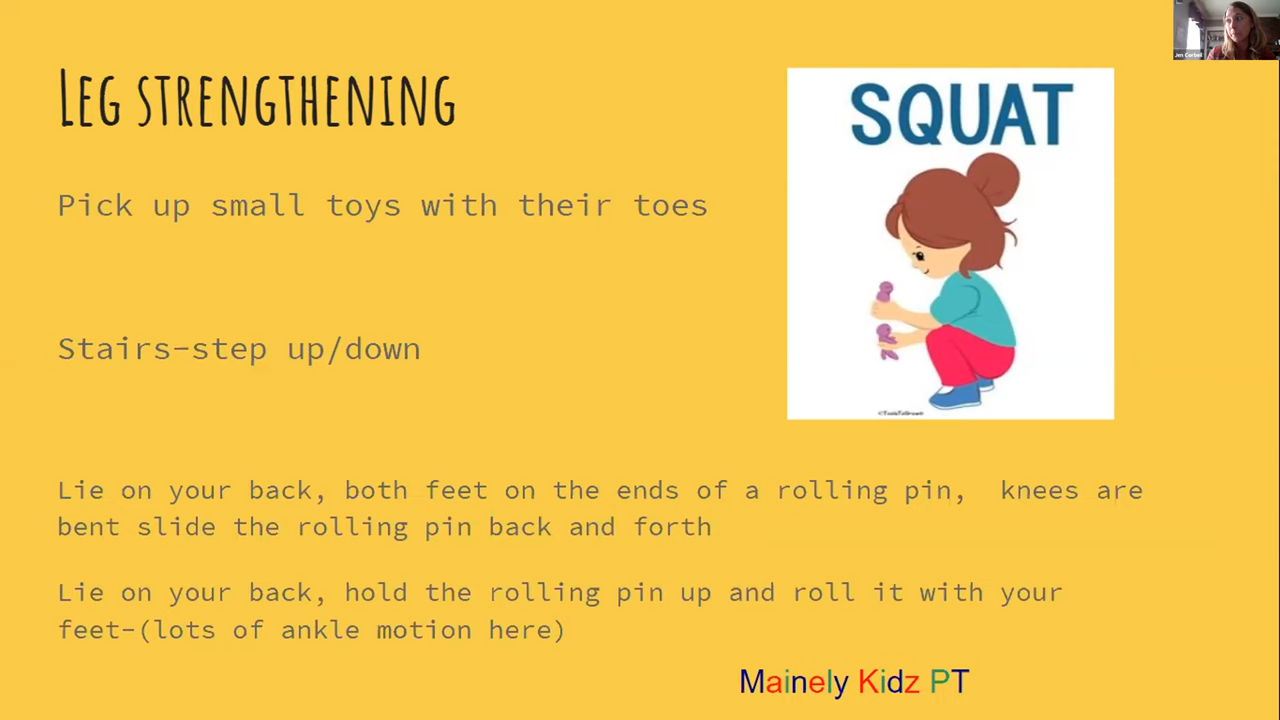 Leg strengthening
SQUAT
Pick up small toys with their toes
Stairs-step up/down
Lie on your back, both feet on the ends of a rolling pin, knees are
bent slide the rolling pin back and forth
Lie on your back, hold the rolling pin up and roll it with your
feet-(lots of ankle motion here)
Mainely Kidz PT